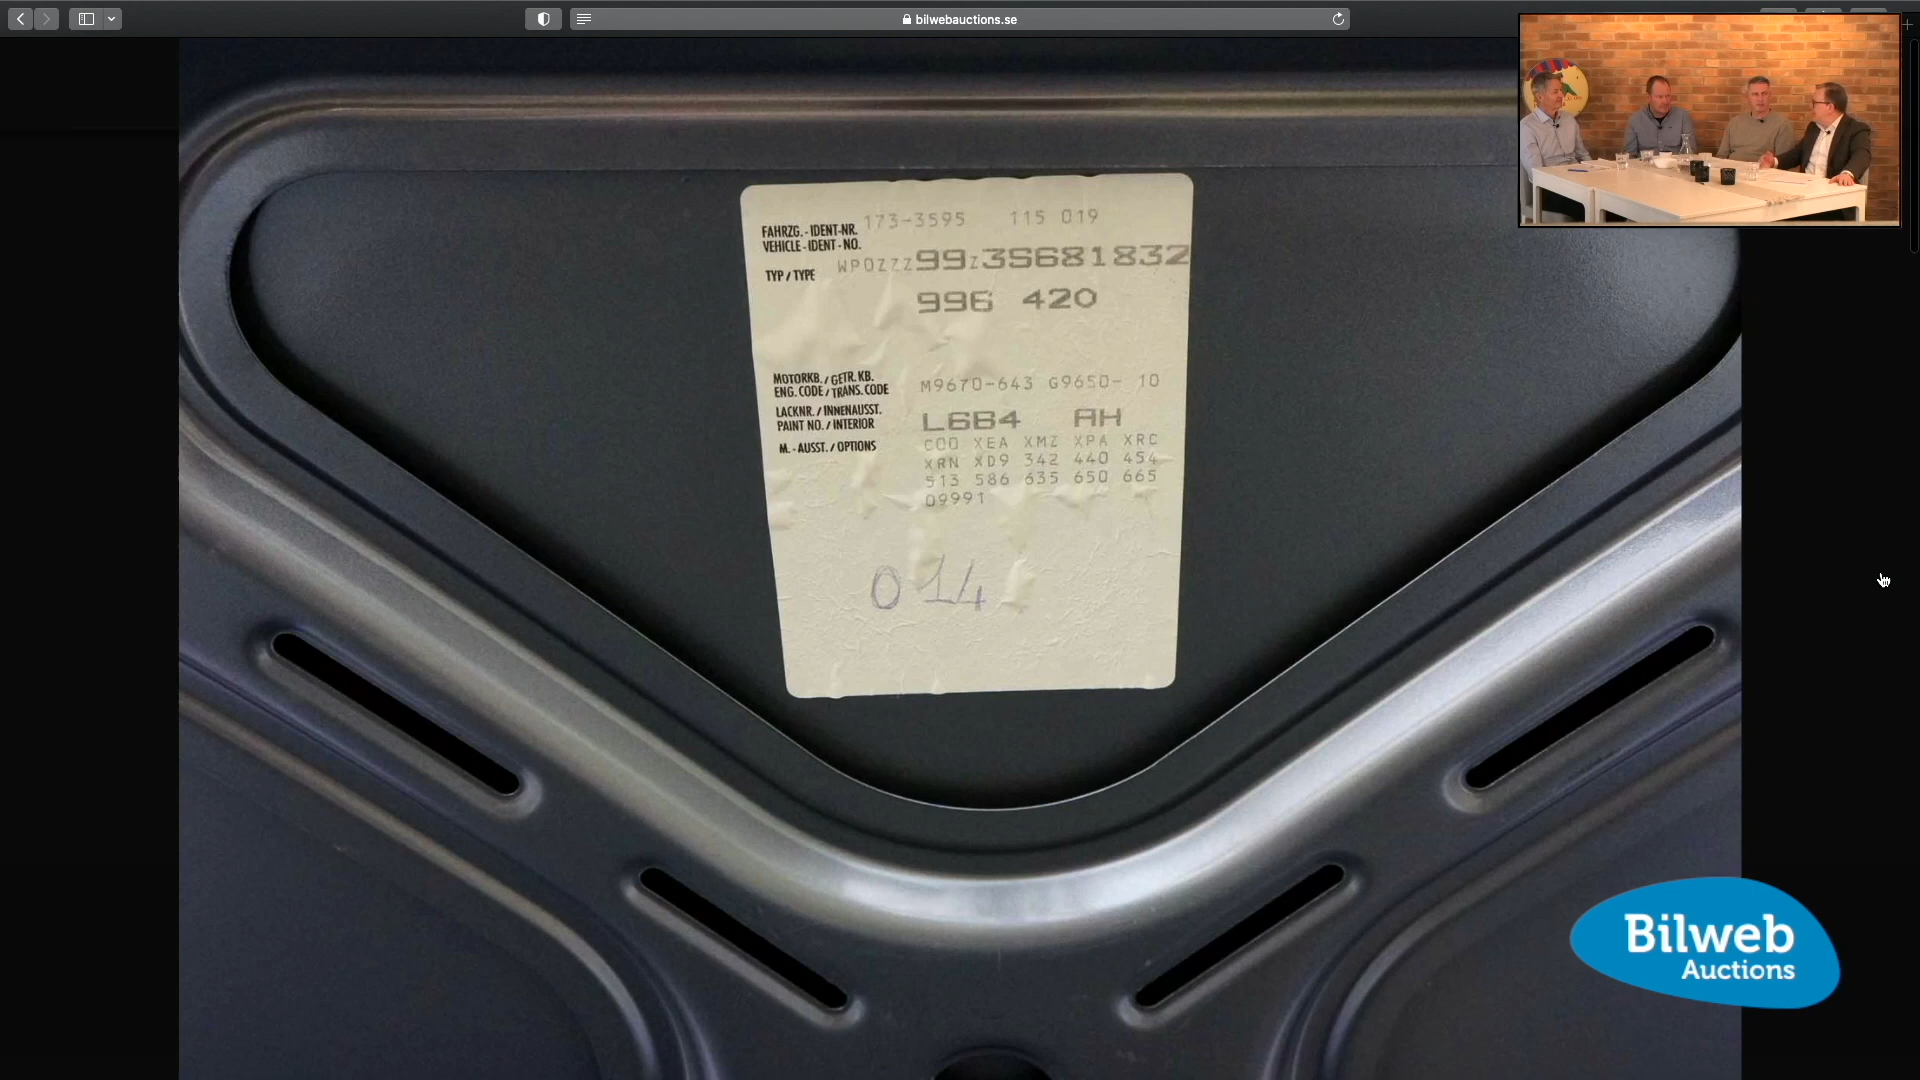 bilwebauctions.se
173-3595 115 019
FAHRZG.-IDENT-NR.
VEHICLE-IDENT-NO.
WPOZZZ99Z3S681832
TYP/TYPE
996 420
MOTORKB./GETR.KB.
ENG.CODE/TRANS.CODE
M9670-643 G9650- 10
LACKNR./INNENAUSST.
PAINT NO./INTERIOR
L6B4 AH
M.-AUSST./OPTIONS
C00 XEA XMZ XPA XRC
XRN XD9 342 440 454
513 586 635 650 665
09991
014
Bilweb
Auctions